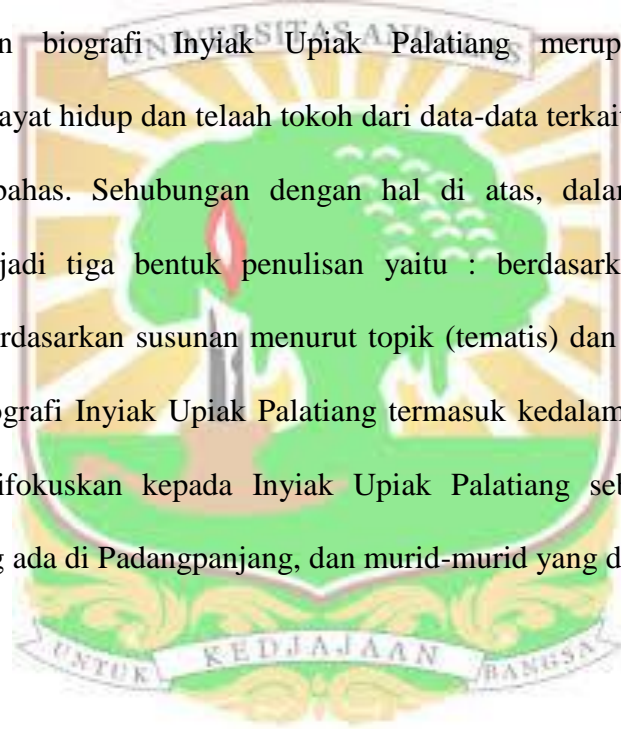 UNIVERSITAS ANDALAS
n biografi Inyiak Upiak Palatiang merup
ayat hidup dan telaah tokoh dari data-data terkait
bahas. Sehubungan dengan hal di atas, dalar
jadi tiga bentuk penulisan yaitu : berdasark
erdasarkan susunan menurut topik (tematis) dan
ografi Inyiak Upiak Palatiang termasuk kedalam
ifokuskan kepada Inyiak Upiak Palatiang seb
g ada di Padangpanjang, dan murid-murid yang d
UNTUK KEDJAJAAN BANGSA